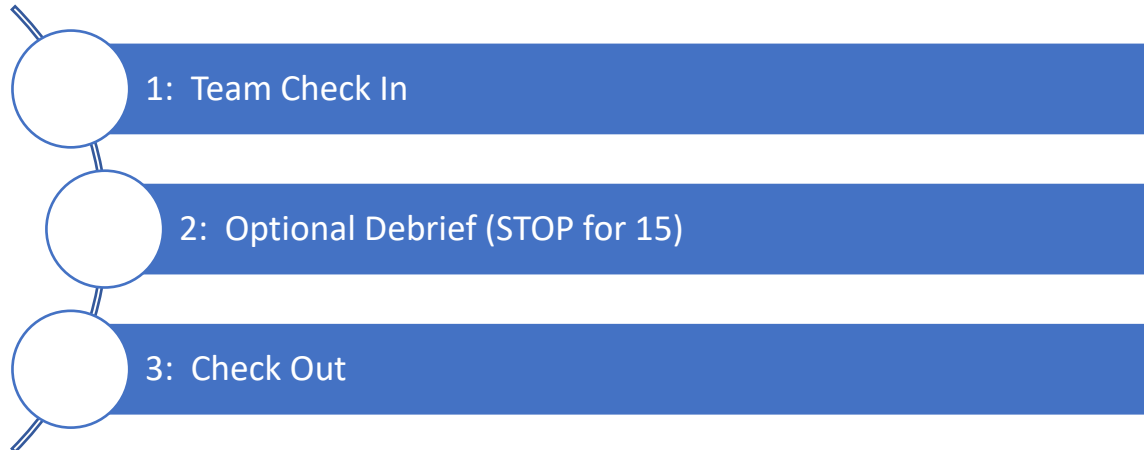 1:  Team Check In
2:  Optional Debrief (STOP for 15)
3:  Check Out